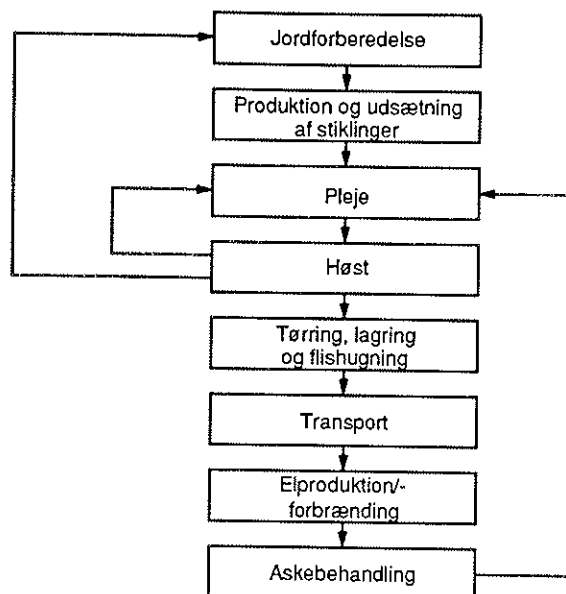 Jordforberedelse
Produktion og udsætning
af stiklinger
Pleje
Høst
Tørring, lagring
og flishugning
Transport
Elproduktion/-
forbrænding
Askebehandling